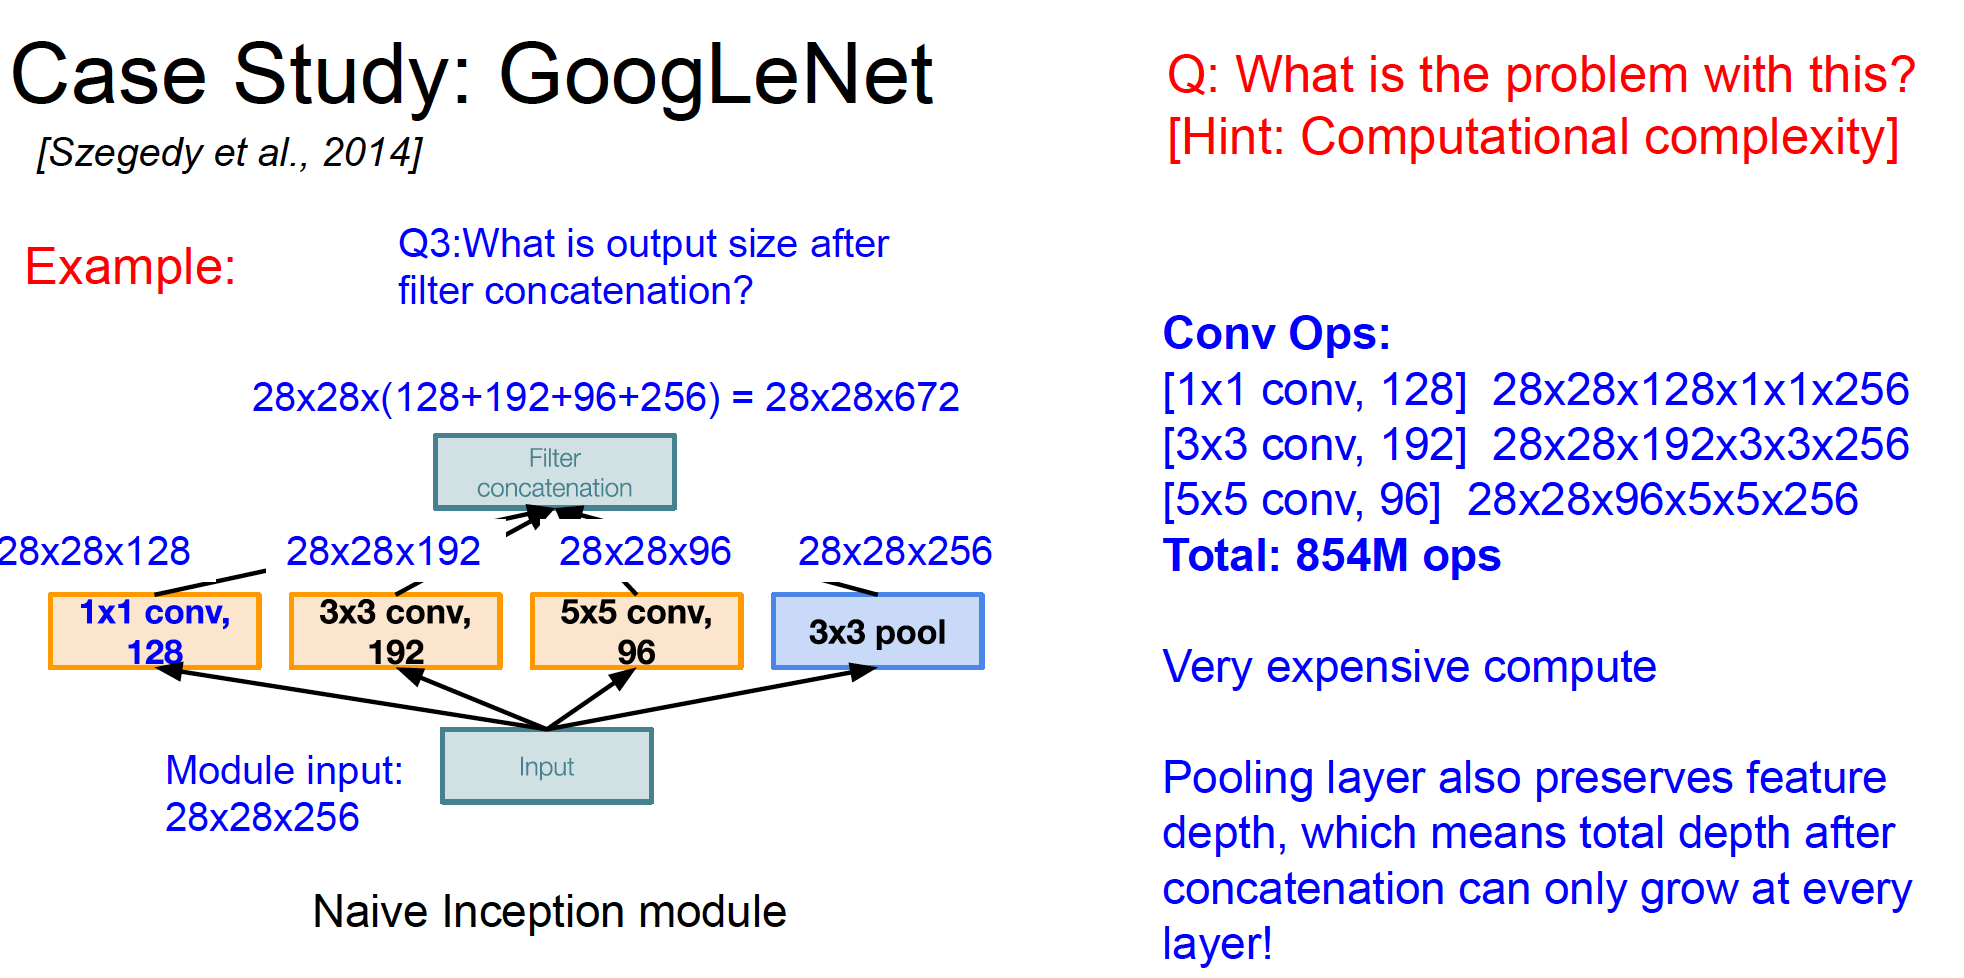 Case Study: GoogLeNet
[Szegedy et al., 2014]
Example:
Q3:What is output size after
filter concatenation?
28x28x(128+192+96+256) = 28x28x672
Filter
concatenation
28x28x128
28x28x192
28x28x96
28x28x256
1x1 conv,
128
3x3 conv,
192
5x5 conv,
96
3x3 pool
Module input:
28x28x256
Input
Naive Inception module
Q: What is the problem with this?
[Hint: Computational complexity]
Conv Ops:
[1x1 conv, 128] 28x28x128x1x1x256
[3x3 conv, 192] 28x28x192x3x3x256
[5x5 conv, 96] 28x28x96x5x5x256
Total: 854M ops
Very expensive compute
Pooling layer also preserves feature
depth, which means total depth after
concatenation can only grow at every
layer!